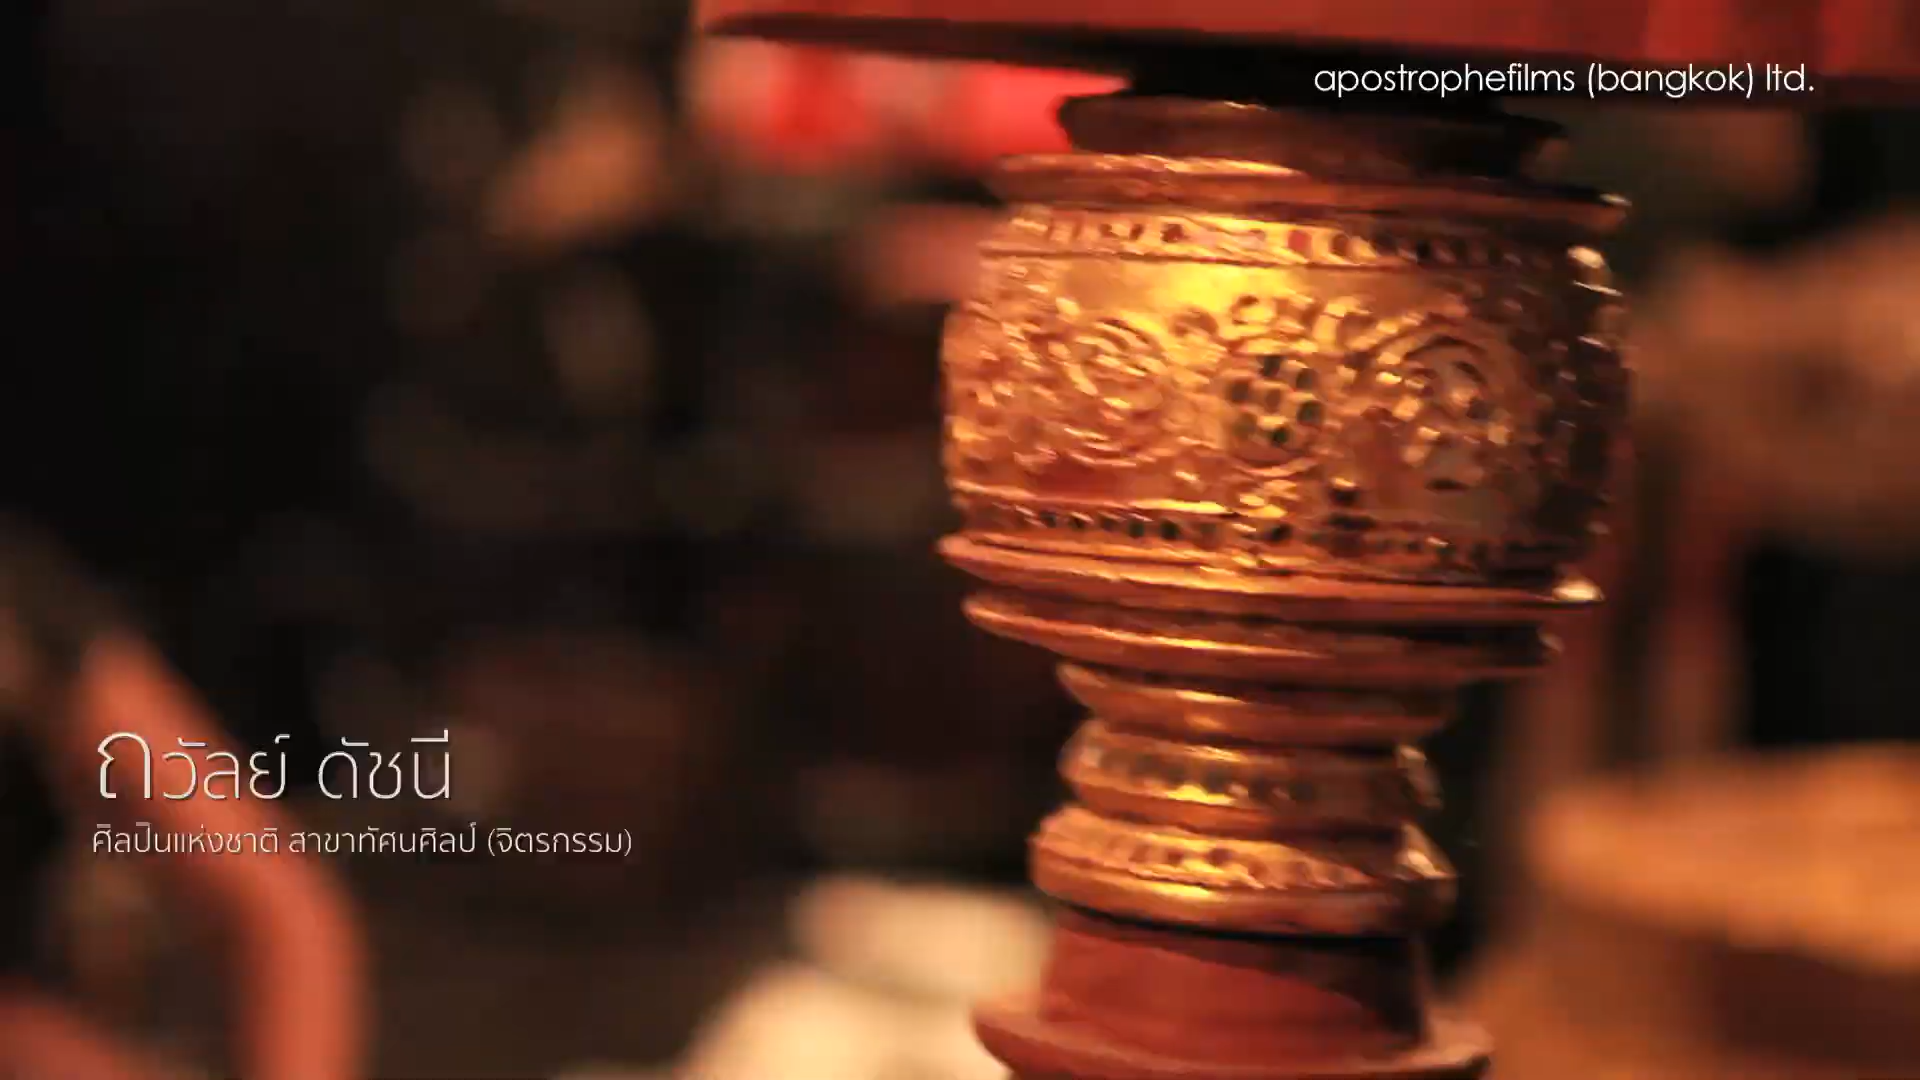 apostrophefilms (bangkok) ltd.
ถวัลย์ ดัชนี
ศิลปินแห่งชาติ สาขาทัศนศิลป์ (จิตรกรรม)